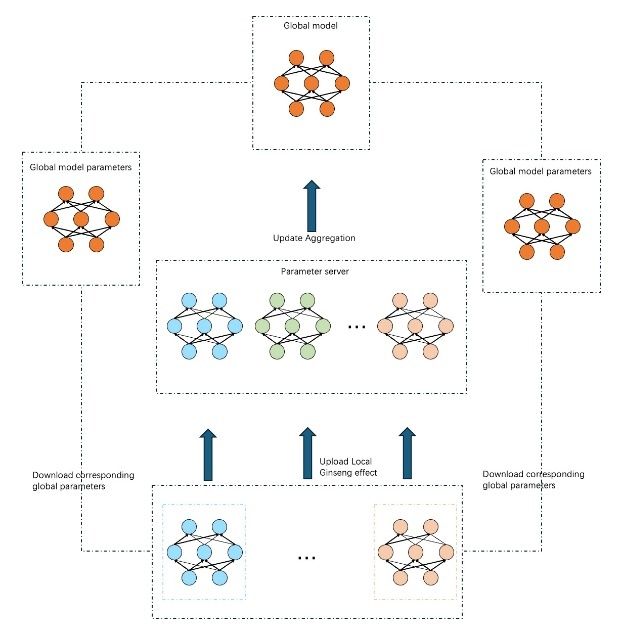 Global model
Global model parameters
Global model parameters
Update Aggregation
Parameter server
...
Upload Local
Ginseng effect
Download corresponding
global parameters
Download corresponding
global parameters
...